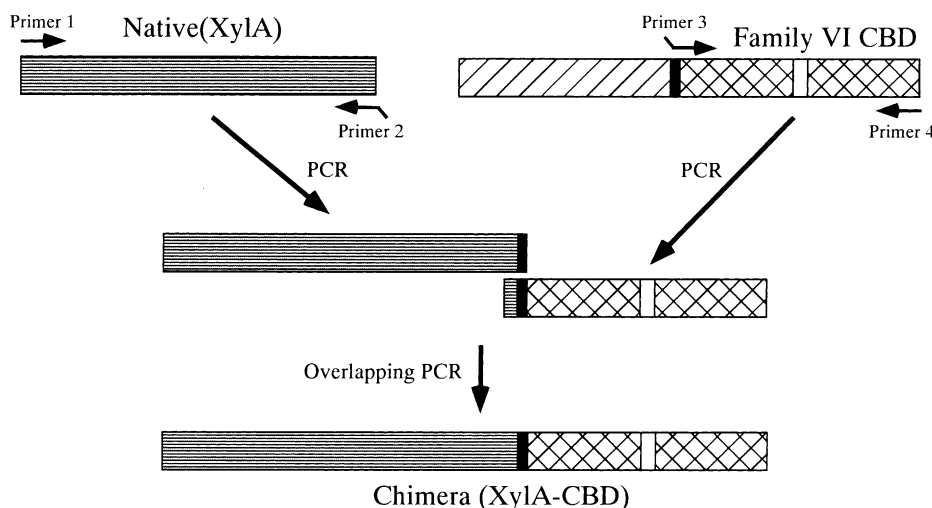 Primer 1
Native(XylA)
Primer 2
Primer 3
Family VI CBD
Primer 4
PCR
PCR
Overlapping PCR
Chimera (XylA-CBD)